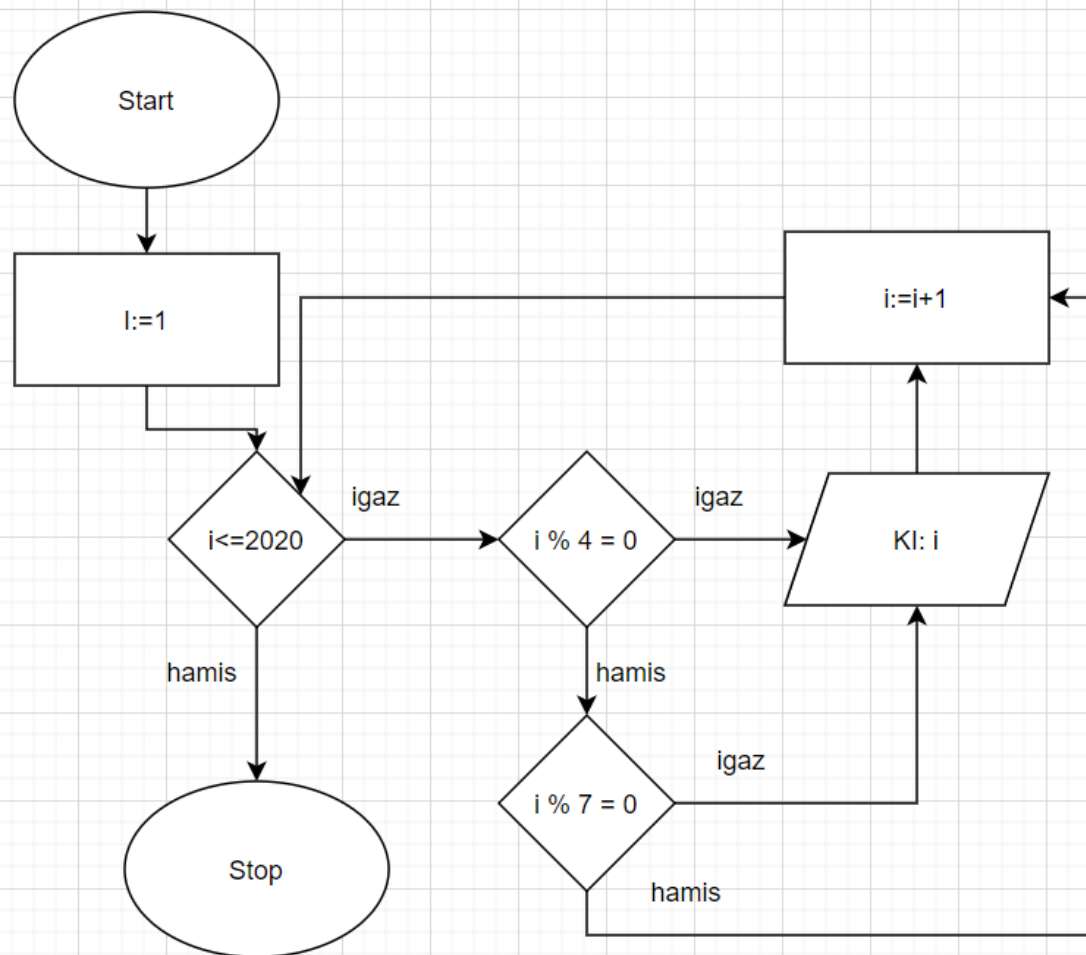 Start
I:=1
i:=i+1
igaz
igaz
i<=2020
i % 4 = 0
KI: i
hamis
hamis
igaz
i % 7 = 0
Stop
hamis